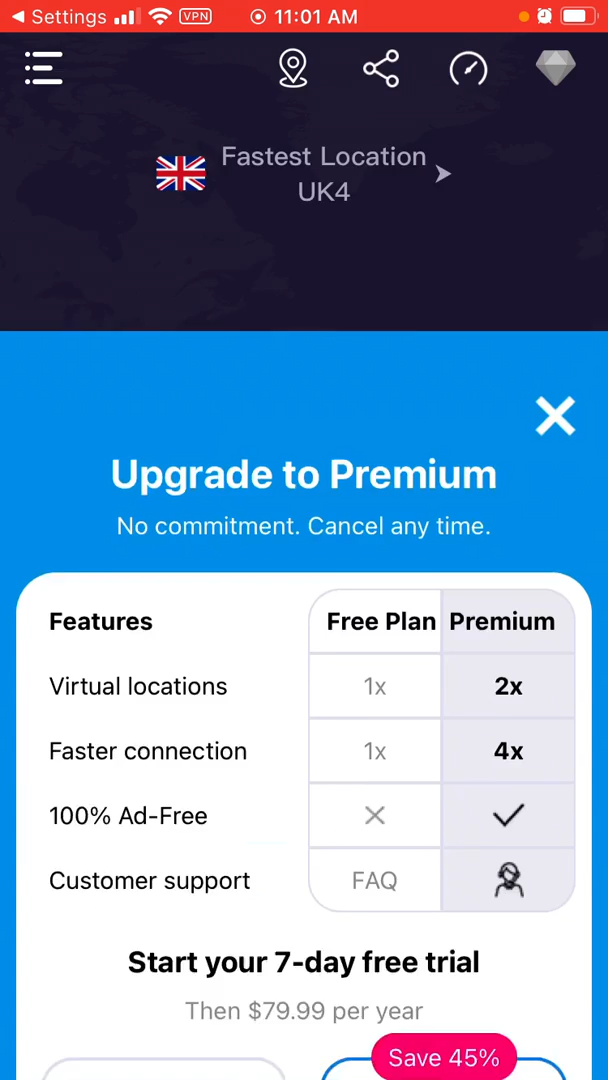 Settings VPN 11:01 AM
Fastest Location
UK4
Upgrade to Premium
No commitment. Cancel any time.
Features Free Plan Premium
Virtual locations 1x 2x
Faster connection 1x 4x
100% Ad-Free
Customer support FAQ
Start your 7-day free trial
Then $79.99 per year
Save 45%